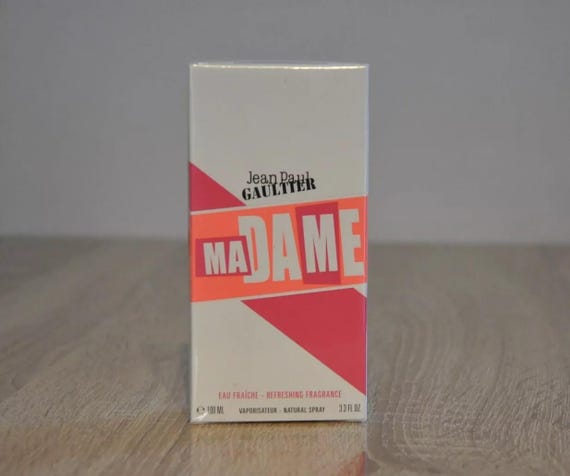 Jean Paul
GAULTIER
MADAME
EAU FRAÎCHE - REFRESHING FRAGRANCE
℮ 100 ML VAPORISATEUR - NATURAL SPRAY 3.3 FL.OZ